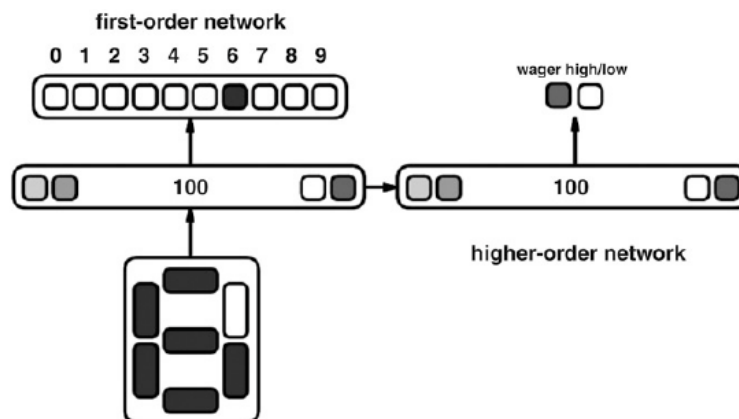 first-order network
0 1 2 3 4 5 6 7 8 9
wager high/low
100
100
higher-order network